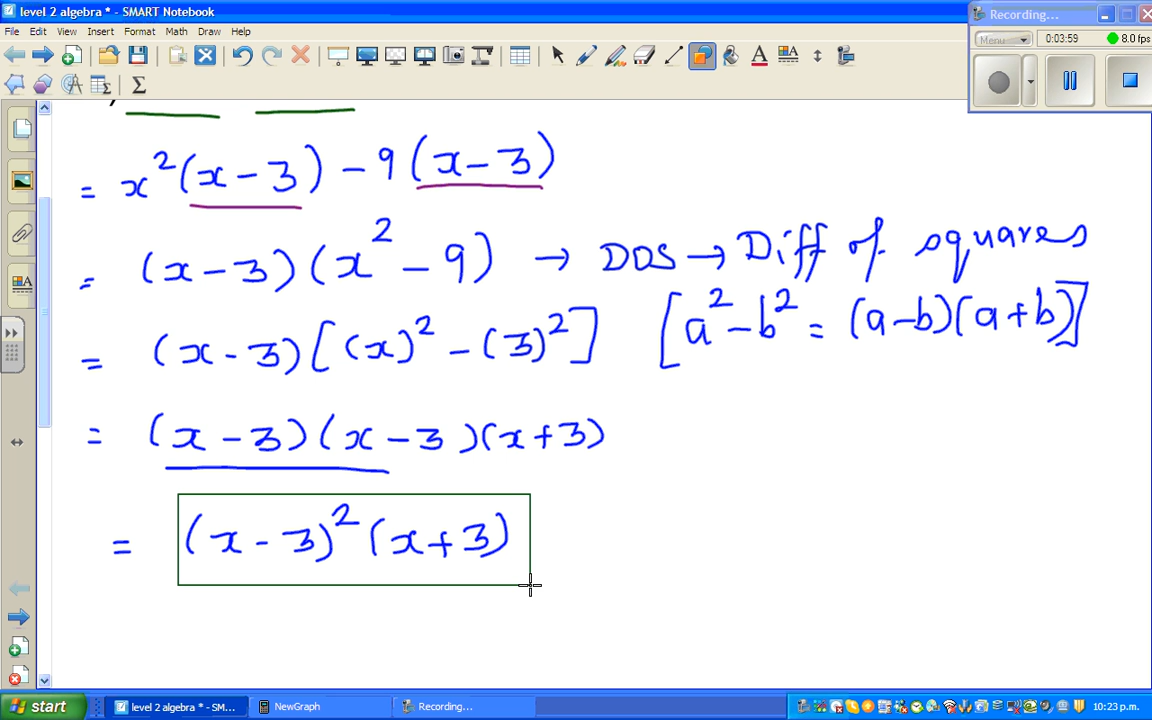 level 2 algebra * - SMART Notebook
Recording...
File Edit View Insert Format Math Draw Help
Menu
0:03:59
8.0 fps
= x²(x-3) - 9(x-3)
= (x-3)(x² - 9) → DOS → Diff of squares
= (x-3)[(x)² - (3)²] [a² - b² = (a-b)(a+b)]
= (x-3)(x-3)(x+3)
= (x-3)²(x+3)
start
level 2 algebra * - SM...
NewGraph
Recording...
10:23 p.m.